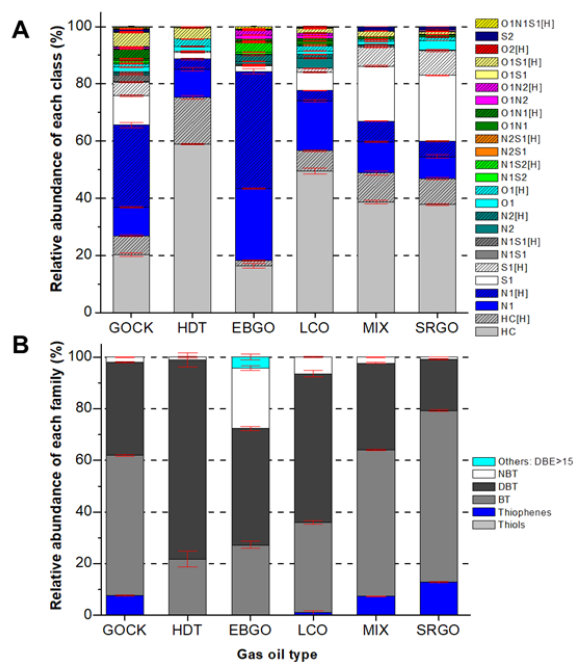 A
Relative abundance of each class (%)
100
80
60
40
20
0
GOCK HDT EBGO LCO MIX SRGO
O1N1S1[H]
S2
O2[H]
O1S1[H]
O1S1
O1N2[H]
O1N2
O1N1[H]
O1N1
N2S1[H]
N2S1
N1S2[H]
N1S2
O1[H]
O1
N2[H]
N2
N1S1[H]
N1S1
S1[H]
S1
N1[H]
N1
HC[H]
HC
B
Relative abundance of each family (%)
100
80
60
40
20
0
GOCK HDT EBGO LCO MIX SRGO
Gas oil type
Others: DBE>15
NBT
DBT
BT
Thiophenes
Thiols